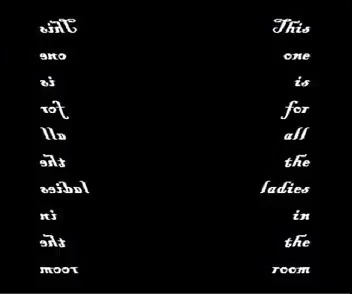 This This
one one
is is
for for
all all
the the
ladies ladies
in in
the the
room room